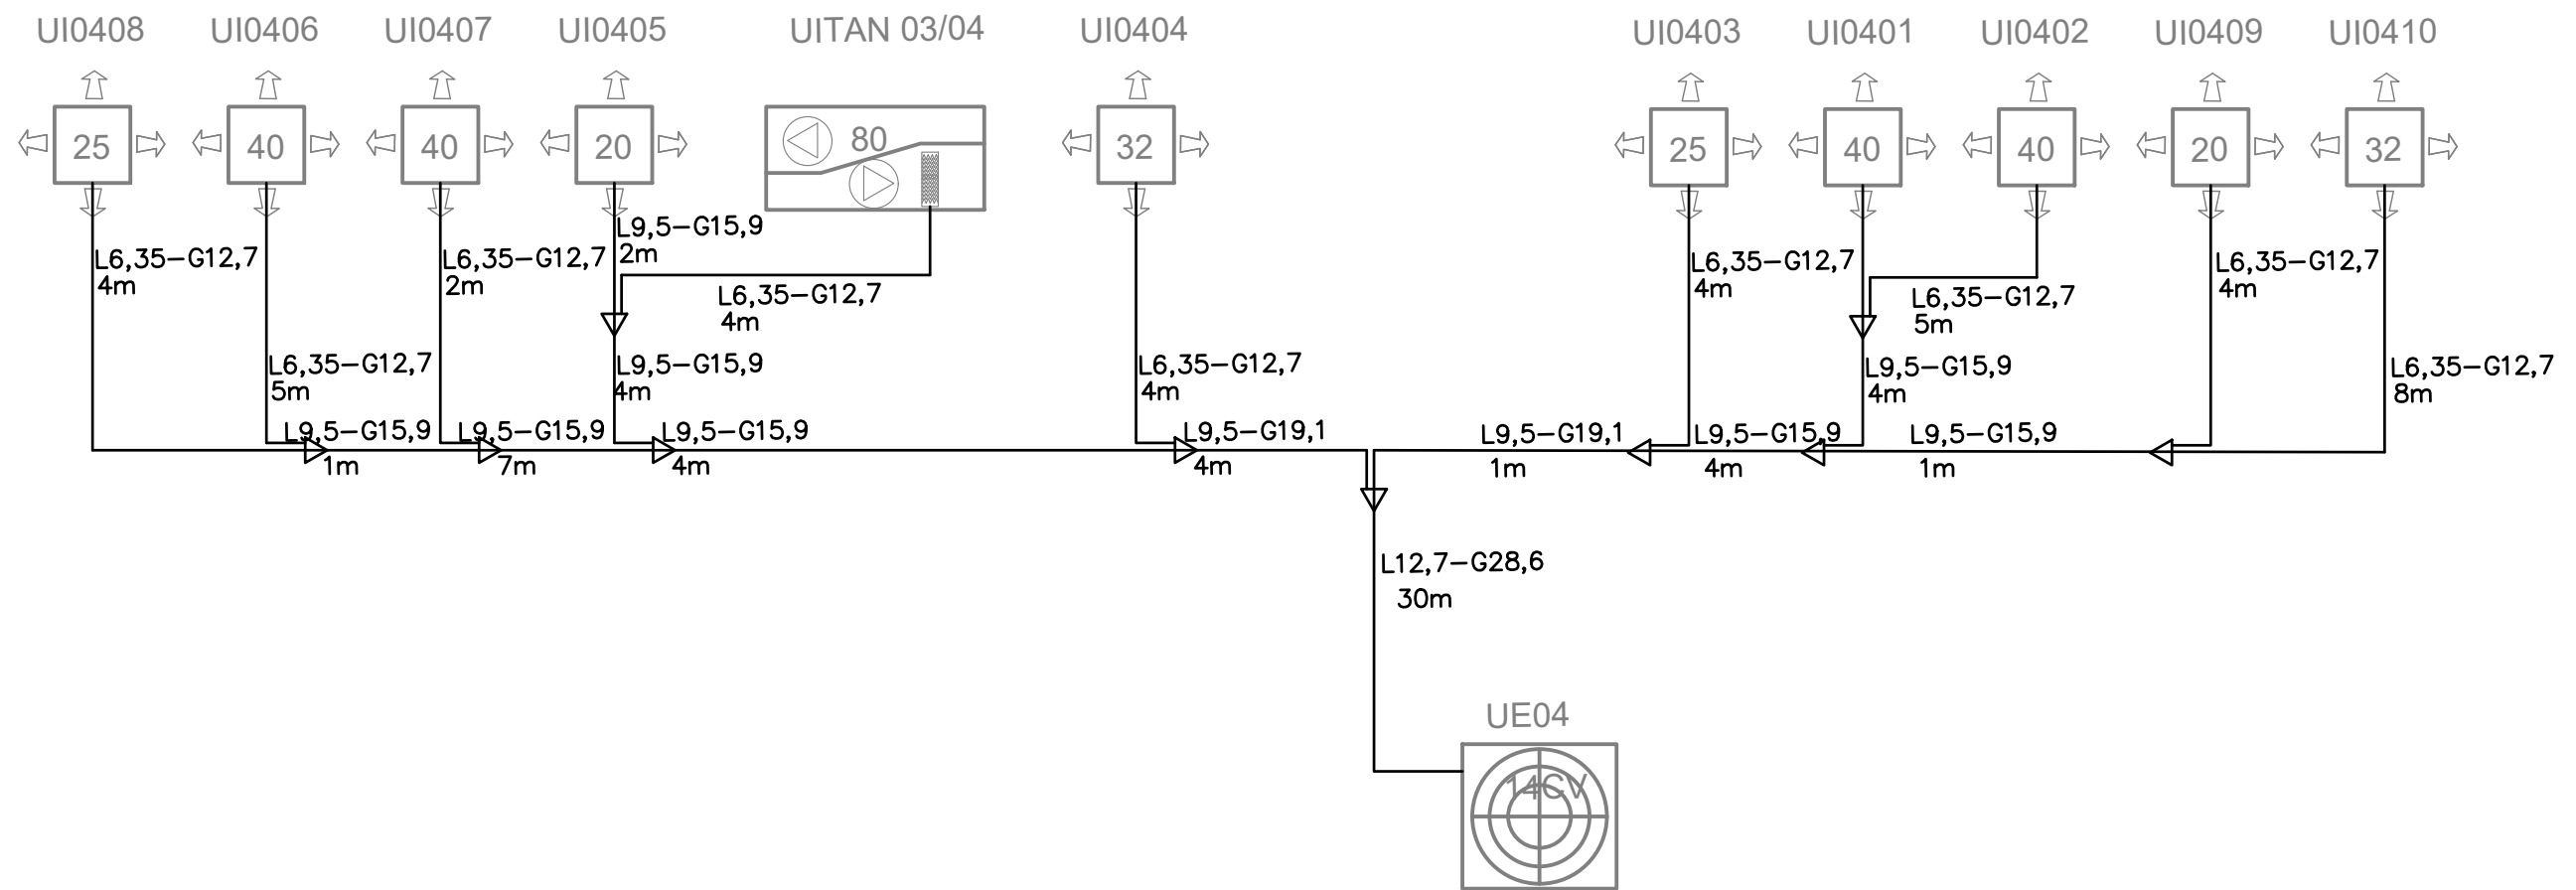 UI0408
UI0406
UI0407
UI0405
UITAN 03/04
UI0404
UI0403
UI0401
UI0402
UI0409
UI0410
25
40
40
20
80
32
25
40
40
20
32
L6,35-G12,7
4m
L6,35-G12,7
2m
L9,5-G15,9
2m
L6,35-G12,7
4m
L6,35-G12,7
4m
L6,35-G12,7
5m
L6,35-G12,7
4m
L6,35-G12,7
5m
L9,5-G15,9
4m
L6,35-G12,7
4m
L9,5-G15,9
4m
L6,35-G12,7
8m
L9,5-G15,9
1m
L9,5-G15,9
7m
L9,5-G15,9
4m
L9,5-G19,1
4m
L9,5-G19,1
1m
L9,5-G15,9
4m
L9,5-G15,9
1m
L12,7-G28,6
30m
UE04
14CV